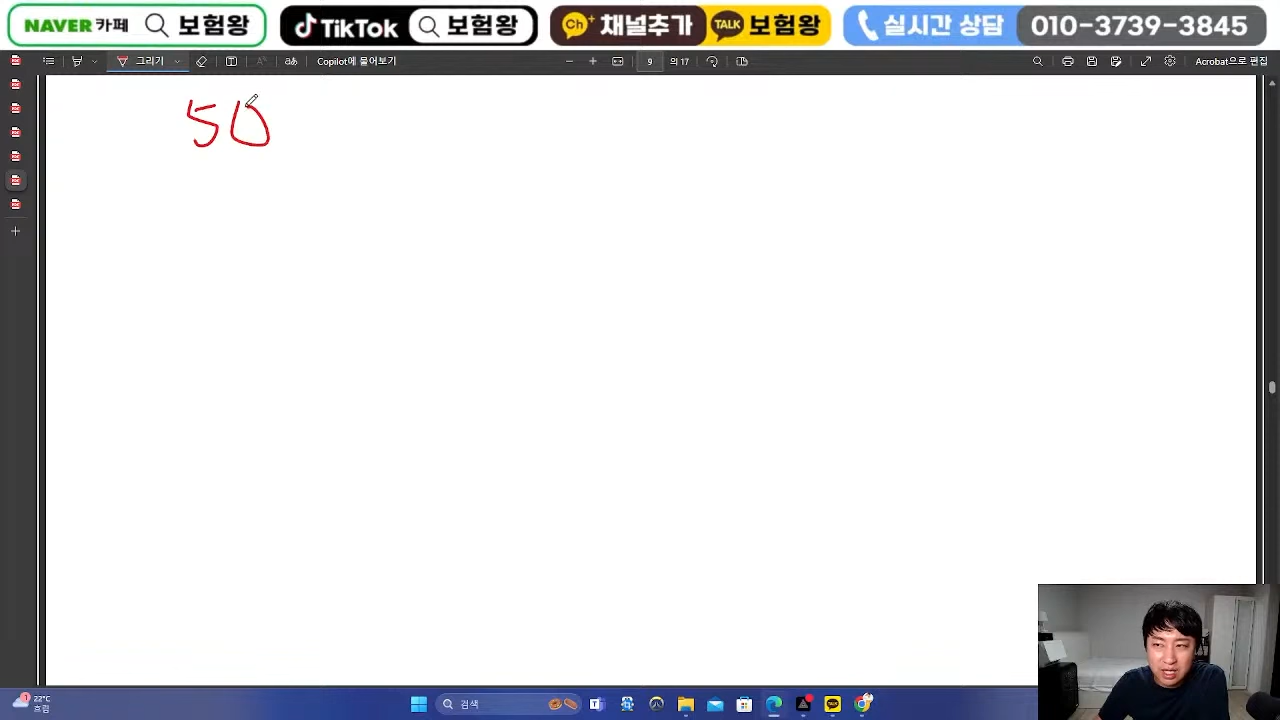 NAVER 카페 보험왕 TikTok 보험왕 Ch+ 채널추가 TALK 보험왕 실시간 상담 010-3739-3845
그리기 Copilot에 물어보기 9 의 17 Acrobat으로 편집
50
1 22°C
흐림
검색